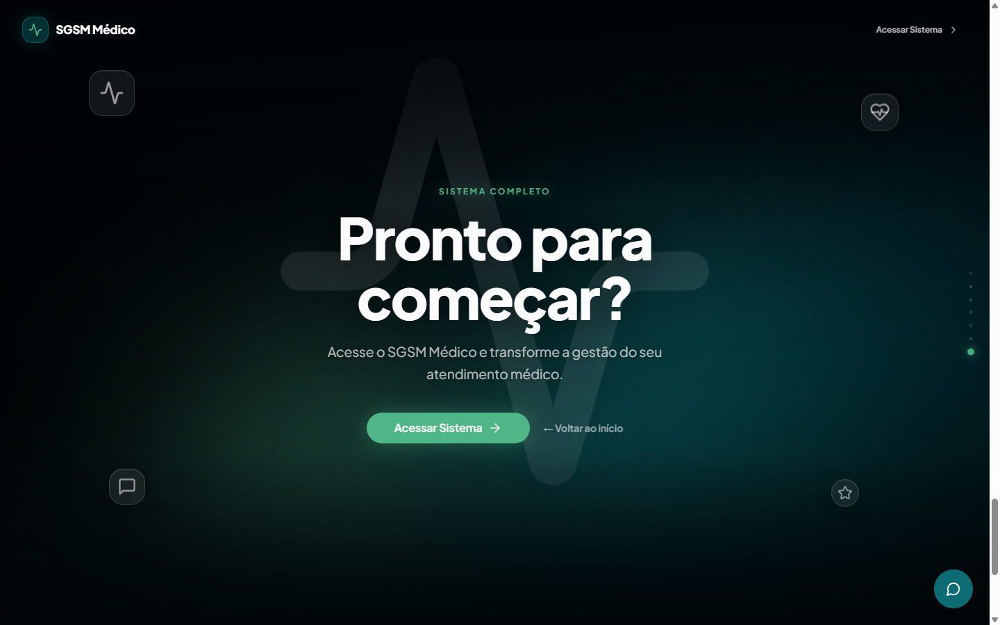 SGSM Médico
Acessar Sistema
SISTEMA COMPLETO
Pronto para
começar?
Acesse o SGSM Médico e transforme a gestão do seu
atendimento médico.
Acessar Sistema →
← Voltar ao início